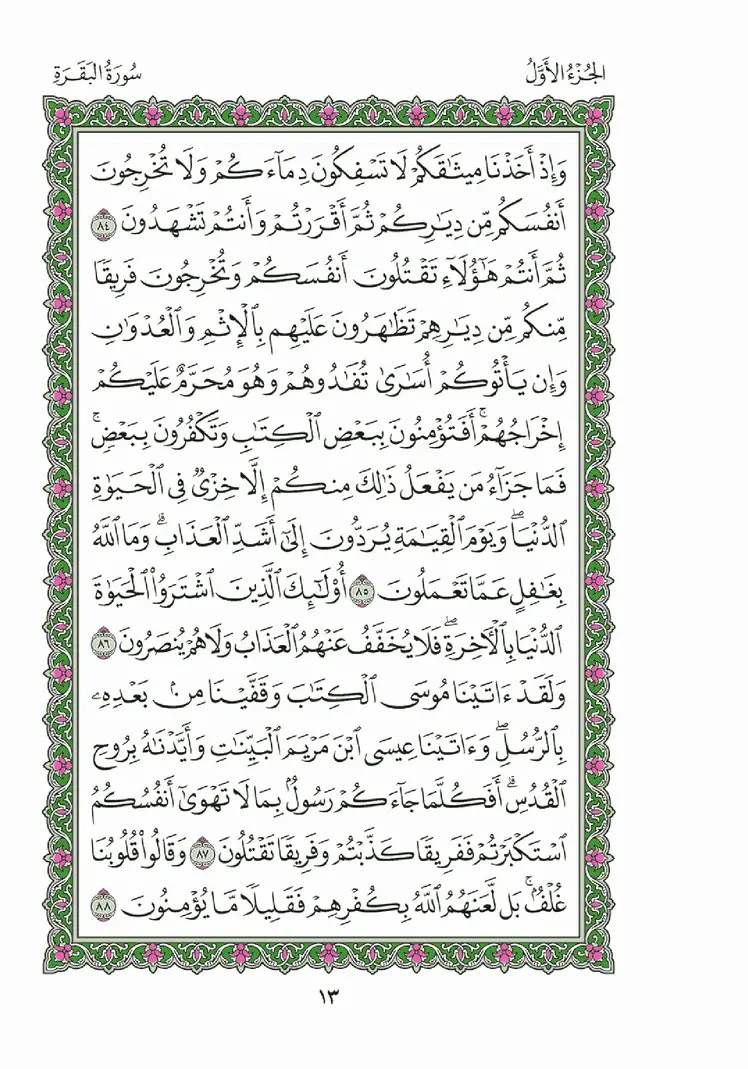 الجُزْءُ الأَوَّلُ
سُورَةُ البَقَرَةِ
وَإِذْ أَخَذْنَا مِيثَٰقَكُمْ لَا تَسْفِكُونَ دِمَآءَكُمْ وَلَا تُخْرِجُونَ
أَنفُسَكُم مِّن دِيَٰرِكُمْ ثُمَّ أَقْرَرْتُمْ وَأَنتُمْ تَشْهَدُونَ ٨٤
ثُمَّ أَنتُمْ هَٰٓؤُلَآءِ تَقْتُلُونَ أَنفُسَكُمْ وَتُخْرِجُونَ فَرِيقًا
مِّنكُم مِّن دِيَٰرِهِمْ تَظَٰهَرُونَ عَلَيْهِم بِٱلْإِثْمِ وَٱلْعُدْوَٰنِ
وَإِن يَأْتُوكُمْ أُسَٰرَىٰ تُفَٰدُوهُمْ وَهُوَ مُحَرَّمٌ عَلَيْكُمْ
إِخْرَاجُهُمْ ۚ أَفَتُؤْمِنُونَ بِبَعْضِ ٱلْكِتَٰبِ وَتَكْفُرُونَ بِبَعْضٍ ۚ
فَمَا جَزَآءُ مَن يَفْعَلُ ذَٰلِكَ مِنكُمْ إِلَّا خِزْىٌ فِى ٱلْحَيَوٰةِ
ٱلدُّنْيَا ۖ وَيَوْمَ ٱلْقِيَٰمَةِ يُرَدُّونَ إِلَىٰٓ أَشَدِّ ٱلْعَذَابِ ۗ وَمَا ٱللَّهُ
بِغَٰفِلٍ عَمَّا تَعْمَلُونَ ٨٥ أُو۟لَٰٓئِكَ ٱلَّذِينَ ٱشْتَرَوُا۟ ٱلْحَيَوٰةَ
ٱلدُّنْيَا بِٱلْءَاخِرَةِ ۖ فَلَا يُخَفَّفُ عَنْهُمُ ٱلْعَذَابُ وَلَا هُمْ يُنصَرُونَ ٨٦
وَلَقَدْ ءَاتَيْنَا مُوسَى ٱلْكِتَٰبَ وَقَفَّيْنَا مِنۢ بَعْدِهِۦ
بِٱلرُّسُلِ ۖ وَءَاتَيْنَا عِيسَى ٱبْنَ مَرْيَمَ ٱلْبَيِّنَٰتِ وَأَيَّدْنَٰهُ بِرُوحِ
ٱلْقُدُسِ ۗ أَفَكُلَّمَا جَآءَكُمْ رَسُولٌۢ بِمَا لَا تَهْوَىٰٓ أَنفُسُكُمُ
ٱسْتَكْبَرْتُمْ فَفَرِيقًا كَذَّبْتُمْ وَفَرِيقًا تَقْتُلُونَ ٨٧ وَقَالُوا۟ قُلُوبُنَا
غُلْفٌۢ ۚ بَل لَّعَنَهُمُ ٱللَّهُ بِكُفْرِهِمْ فَقَلِيلًا مَّا يُؤْمِنُونَ ٨٨
١٣